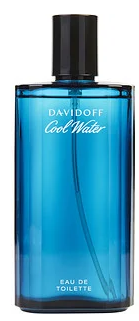 DAVIDOFF
Cool Water
EAU DE
TOILETTE